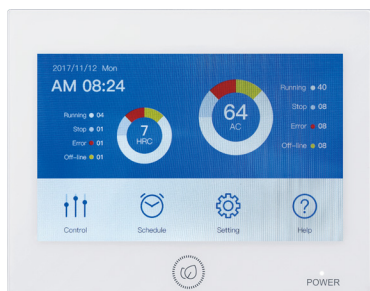 2017/11/12 Mon
AM 08:24
Running 04
Stop 01
Error 01
Off-line 01
7
HRC
64
AC
Running 40
Stop 08
Error 08
Off-line 08
Control
Schedule
Setting
Help
POWER